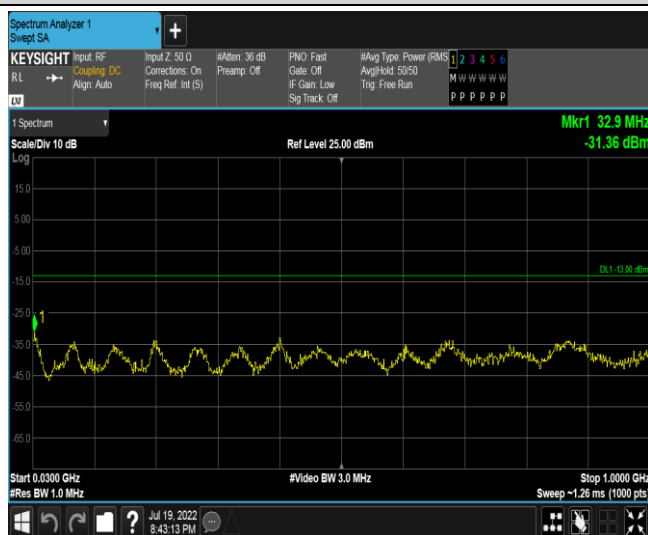 Spectrum Analyzer 1
Swept SA
+
KEYSIGHT
RL
LXI
Input: RF
Coupling: DC
Align: Auto
Input Z: 50 Ω
Corrections: On
Freq Ref: Int (S)
#Atten: 36 dB
Preamp: Off
PNO: Fast
Gate: Off
IF Gain: Low
Sig Track: Off
#Avg Type: Power (RMS
Avg|Hold: 50/50
Trig: Free Run
1 2 3 4 5 6
M W W W W W
P P P P P P
1 Spectrum
Scale/Div 10 dB
Ref Level 25.00 dBm
Mkr1 32.9 MHz
-31.36 dBm
Log
15.0
5.00
-5.00
DL1 -13.00 dBm
-15.0
-25.0
1
-35.0
-45.0
-55.0
-65.0
Start 0.0300 GHz
#Video BW 3.0 MHz
Stop 1.0000 GHz
#Res BW 1.0 MHz
Sweep ~1.26 ms (1000 pts)
?
Jul 19, 2022
8:43:13 PM